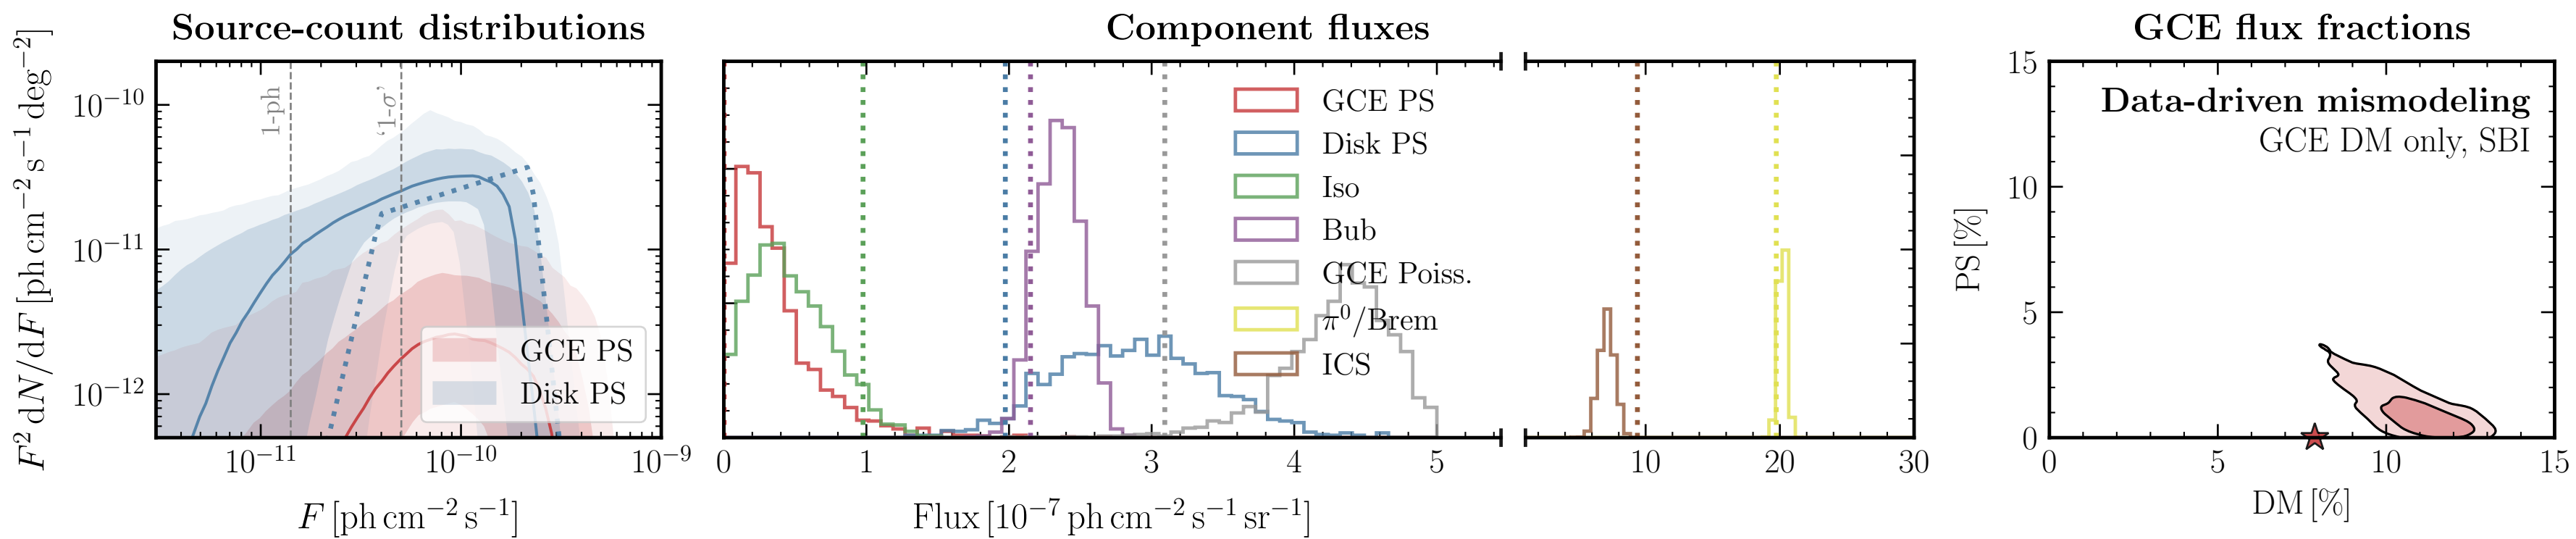 Source-count distributions
F² dN/dF [ph cm⁻² s⁻¹ deg⁻²]
10⁻¹⁰
10⁻¹¹
10⁻¹²
1-ph
‘1-σ’
GCE PS
Disk PS
10⁻¹¹ 10⁻¹⁰ 10⁻⁹
F [ph cm⁻² s⁻¹]
Component fluxes
GCE PS
Disk PS
Iso
Bub
GCE Poiss.
π⁰/Brem
ICS
0 1 2 3 4 5 10 20 30
Flux [10⁻⁷ ph cm⁻² s⁻¹ sr⁻¹]
GCE flux fractions
Data-driven mismodeling
GCE DM only, SBI
PS [%]
15
10
5
0
0 5 10 15
DM [%]